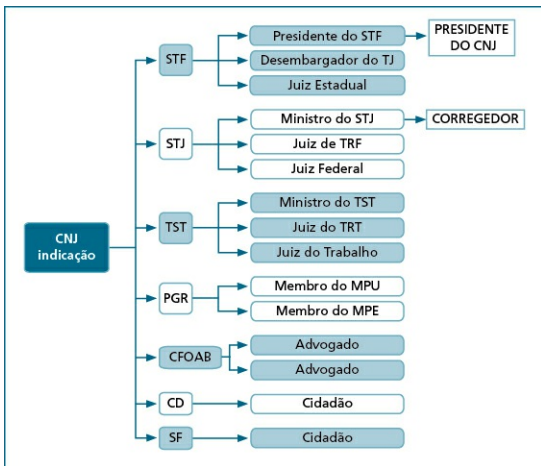 CNJ
indicação
STF
Presidente do STF
PRESIDENTE
DO CNJ
Desembargador do TJ
Juiz Estadual
STJ
Ministro do STJ
CORREGEDOR
Juiz de TRF
Juiz Federal
TST
Ministro do TST
Juiz do TRT
Juiz do Trabalho
PGR
Membro do MPU
Membro do MPE
CFOAB
Advogado
Advogado
CD
Cidadão
SF
Cidadão